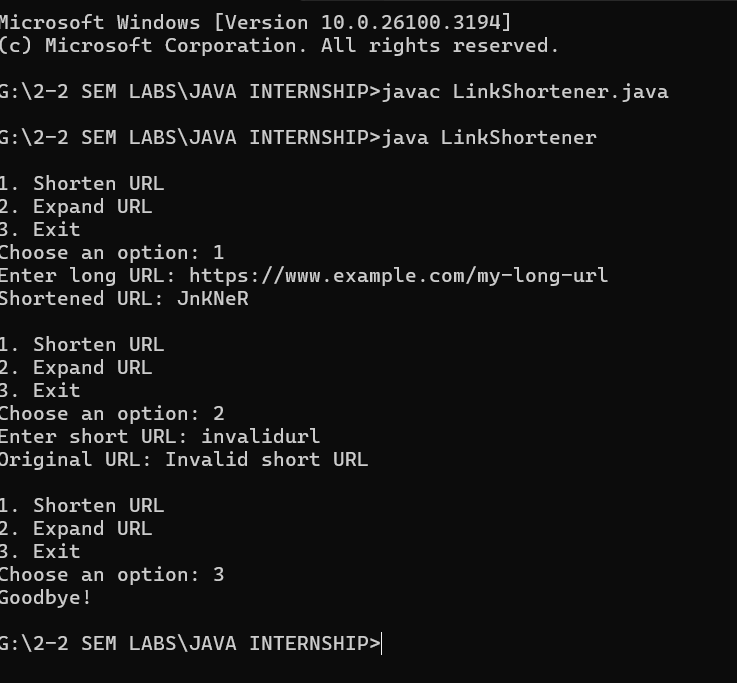 Microsoft Windows [Version 10.0.26100.3194]
(c) Microsoft Corporation. All rights reserved.
G:\2-2 SEM LABS\JAVA INTERNSHIP>javac LinkShortener.java
G:\2-2 SEM LABS\JAVA INTERNSHIP>java LinkShortener
1. Shorten URL
2. Expand URL
3. Exit
Choose an option: 1
Enter long URL: https://www.example.com/my-long-url
Shortened URL: JnKNeR
1. Shorten URL
2. Expand URL
3. Exit
Choose an option: 2
Enter short URL: invalidurl
Original URL: Invalid short URL
1. Shorten URL
2. Expand URL
3. Exit
Choose an option: 3
Goodbye!
G:\2-2 SEM LABS\JAVA INTERNSHIP>